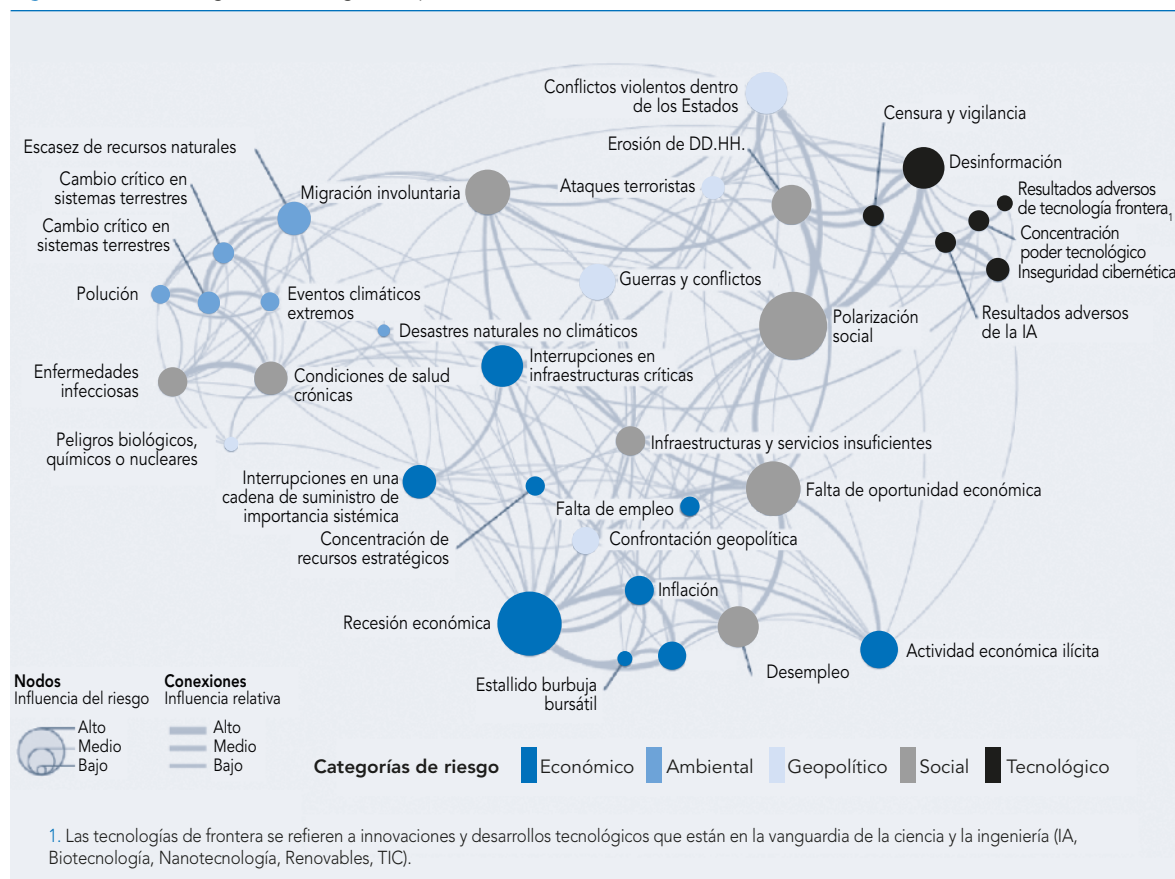 Conflictos violentos dentro
de los Estados
Censura y vigilancia
Erosión de DD.HH.
Escasez de recursos naturales
Desinformación
Cambio crítico en
sistemas terrestres
Migración involuntaria
Ataques terroristas
Resultados adversos
de tecnología frontera,1
Cambio crítico en
sistemas terrestres
Concentración
poder tecnológico
Inseguridad cibernética
Guerras y conflictos
Polución
Eventos climáticos
extremos
Polarización
social
Resultados adversos
de la IA
Desastres naturales no climáticos
Interrupciones en
infraestructuras críticas
Enfermedades
infecciosas
Condiciones de salud
crónicas
Peligros biológicos,
químicos o nucleares
Infraestructuras y servicios insuficientes
Interrupciones en una
cadena de suministro de
importancia sistémica
Falta de oportunidad económica
Falta de empleo
Concentración de
recursos estratégicos
Confrontación geopolítica
Inflación
Recesión económica
Actividad económica ilícita
Desempleo
Estallido burbuja
bursátil
Nodos
Influencia del riesgo
Alto
Medio
Bajo
Conexiones
Influencia relativa
Alto
Medio
Bajo
Categorías de riesgo
Económico
Ambiental
Geopolítico
Social
Tecnológico
1. Las tecnologías de frontera se refieren a innovaciones y desarrollos tecnológicos que están en la vanguardia de la ciencia y la ingeniería (IA,
Biotecnología, Nanotecnología, Renovables, TIC).